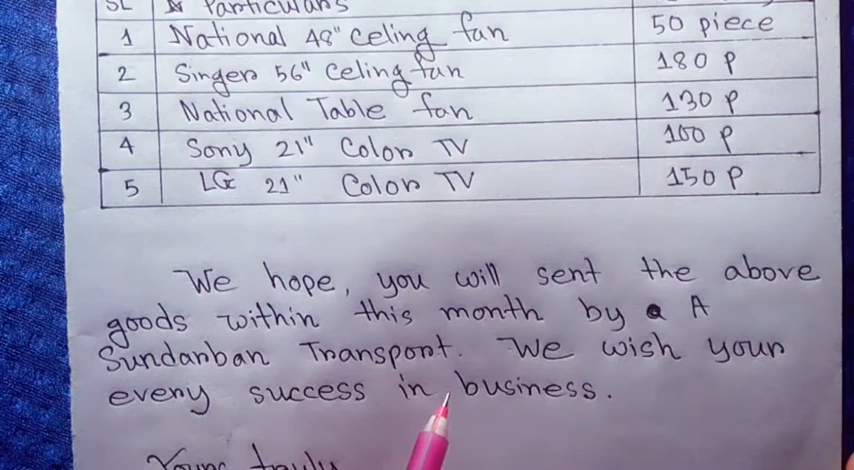 SL Particulars
1 National 48" Celing fan 50 piece
2 Singer 56" Celing fan 180 P
3 National Table fan 130 P
4 Sony 21" Color TV 100 P
5 LG 21" Color TV 150 P
We hope, you will sent the above
goods within this month by A
Sundarban Transport. We wish your
every success in business.
Yours truly